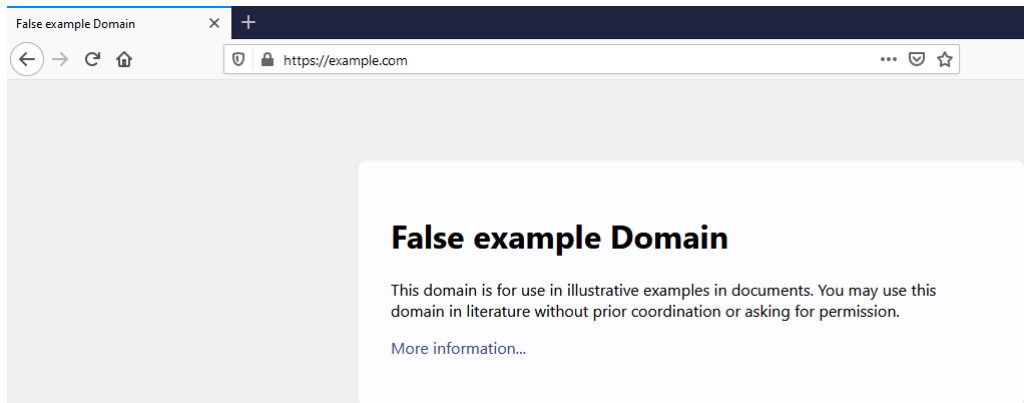 False example Domain
https://example.com
False example Domain
This domain is for use in illustrative examples in documents. You may use this
domain in literature without prior coordination or asking for permission.
More information...